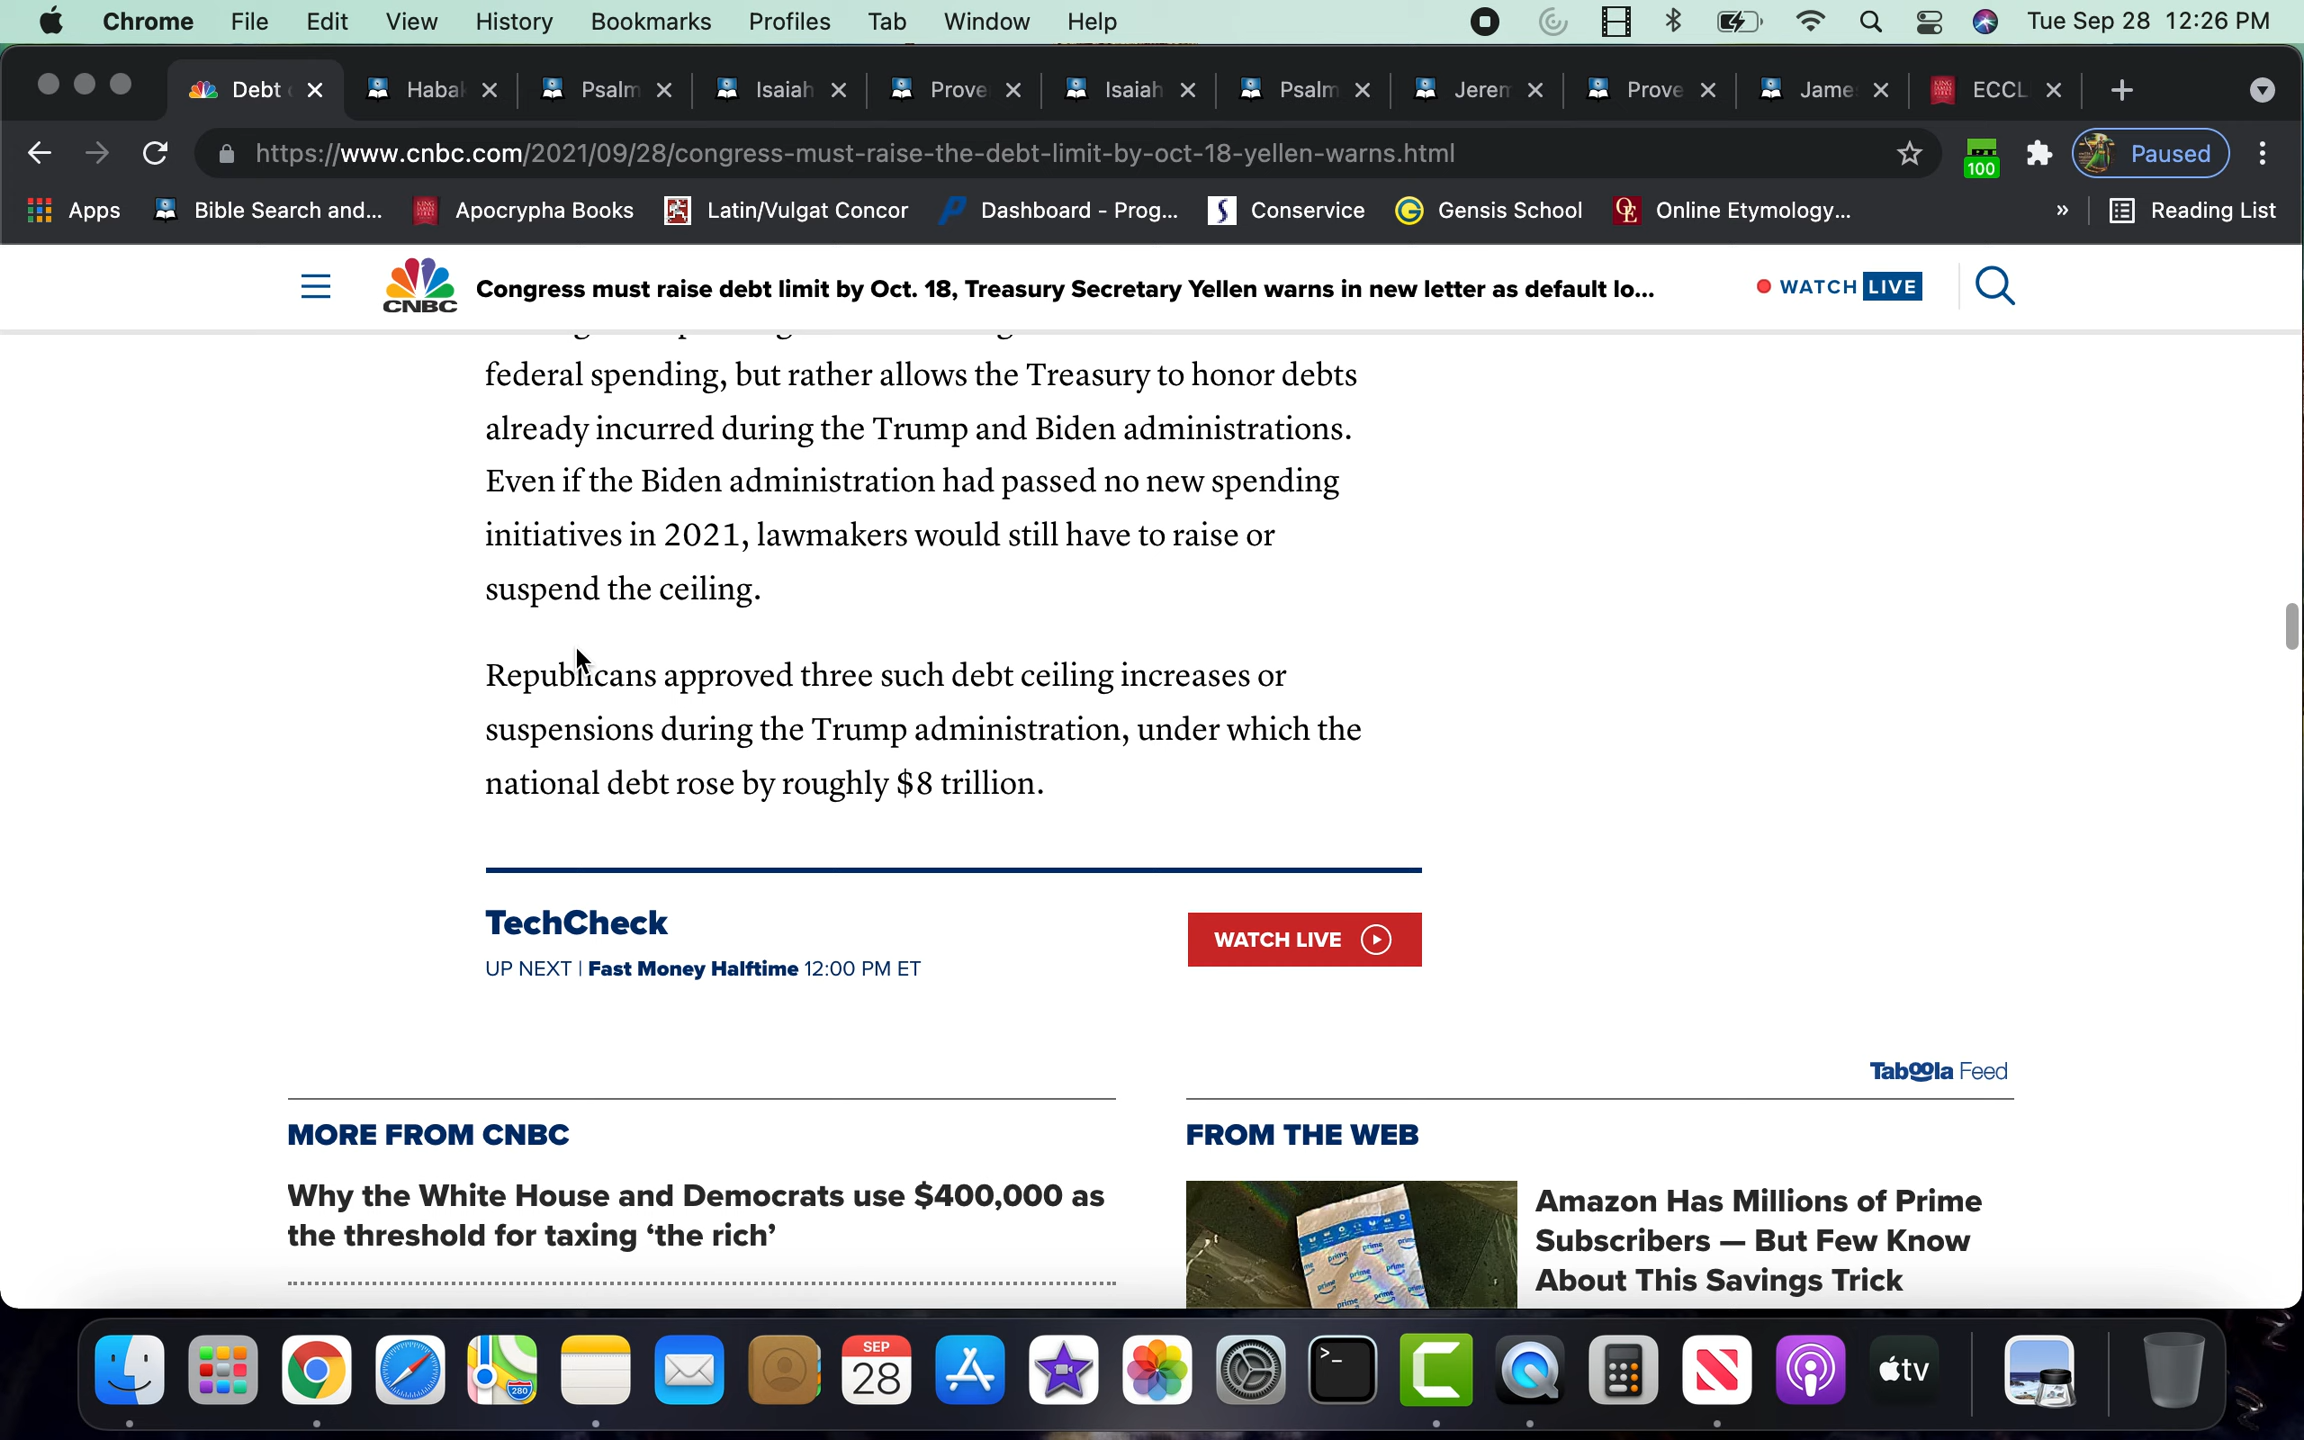 Chrome File Edit View History Bookmarks Profiles Tab Window Help Tue Sep 28 12:26 PM
Debt Habak Psalm Isaiah Prove Isaiah Psalm Jerem Prove James ECCL
https://www.cnbc.com/2021/09/28/congress-must-raise-the-debt-limit-by-oct-18-yellen-warns.html 100 Paused
Apps Bible Search and... Apocrypha Books Latin/Vulgat Concor Dashboard - Prog... Conservice Gensis School Online Etymology... » Reading List
CNBC Congress must raise debt limit by Oct. 18, Treasury Secretary Yellen warns in new letter as default lo... WATCH LIVE
federal spending, but rather allows the Treasury to honor debts
already incurred during the Trump and Biden administrations.
Even if the Biden administration had passed no new spending
initiatives in 2021, lawmakers would still have to raise or
suspend the ceiling.
Republicans approved three such debt ceiling increases or
suspensions during the Trump administration, under which the
national debt rose by roughly $8 trillion.
TechCheck
UP NEXT | Fast Money Halftime 12:00 PM ET
WATCH LIVE
Taboola Feed
MORE FROM CNBC
Why the White House and Democrats use $400,000 as
the threshold for taxing ‘the rich’
FROM THE WEB
Amazon Has Millions of Prime
Subscribers — But Few Know
About This Savings Trick
prime prime prime
SEP
28
280
tv